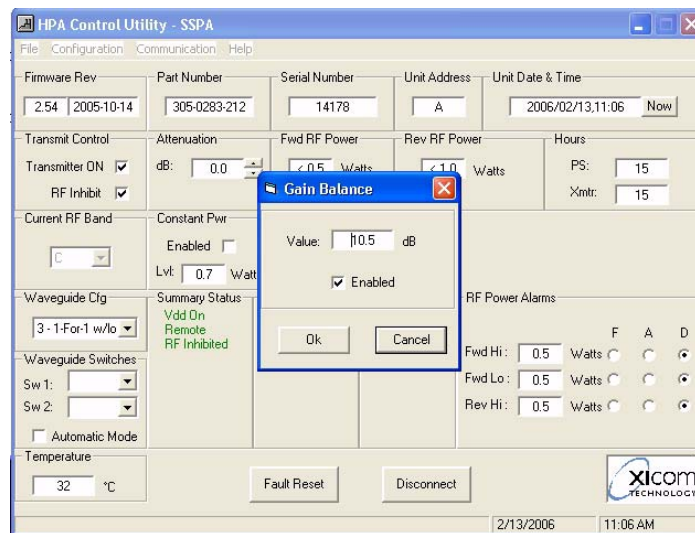 HPA Control Utility - SSPA
File Configuration Communication Help
Firmware Rev Part Number Serial Number Unit Address Unit Date & Time
2.54 2005-10-14 305-0283-212 14178 A 2006/02/13,11:06 Now
Transmit Control Attenuation Fwd RF Power Rev RF Power Hours
Transmitter ON dB: 0.0 < 0.5 Watts < 1.0 Watts PS: 15
RF Inhibit Xmtr: 15
Gain Balance
Current RF Band Constant Pwr
C Enabled
Lvl: 0.7 Watt
Value: 10.5 dB
Enabled
Ok Cancel
Waveguide Cfg Summary Status RF Power Alarms
3 - 1-For-1 w/lo Vdd On
Remote
RF Inhibited
F A D
Fwd Hi: 0.5 Watts
Fwd Lo: 0.5 Watts
Rev Hi: 0.5 Watts
Waveguide Switches
Sw 1:
Sw 2:
Automatic Mode
Temperature
32 °C
Fault Reset Disconnect
XICOM
TECHNOLOGY
2/13/2006 11:06 AM